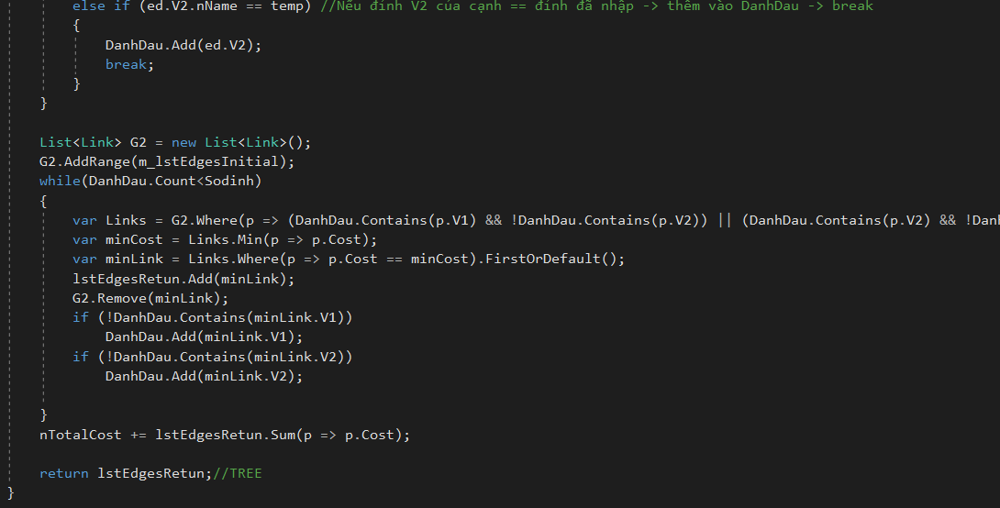 else if (ed.V2.nName == temp) //Nếu đỉnh V2 của cạnh == đỉnh đã nhập -> thêm vào DanhDau -> break
{
DanhDau.Add(ed.V2);
break;
}
}
List<Link> G2 = new List<Link>();
G2.AddRange(m_lstEdgesInitial);
while(DanhDau.Count<Sodinh)
{
var Links = G2.Where(p => (DanhDau.Contains(p.V1) && !DanhDau.Contains(p.V2)) || (DanhDau.Contains(p.V2) && !Danh
var minCost = Links.Min(p => p.Cost);
var minLink = Links.Where(p => p.Cost == minCost).FirstOrDefault();
lstEdgesRetun.Add(minLink);
G2.Remove(minLink);
if (!DanhDau.Contains(minLink.V1))
DanhDau.Add(minLink.V1);
if (!DanhDau.Contains(minLink.V2))
DanhDau.Add(minLink.V2);
}
nTotalCost += lstEdgesRetun.Sum(p => p.Cost);
return lstEdgesRetun;//TREE
}